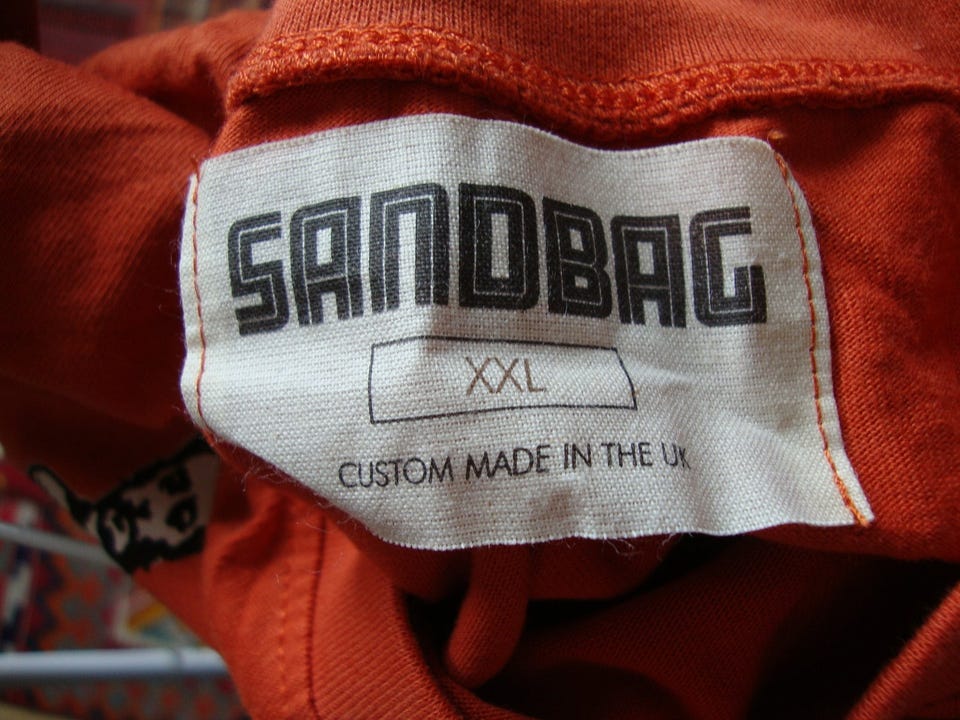 SANDBAG
XXL
CUSTOM MADE IN THE UK